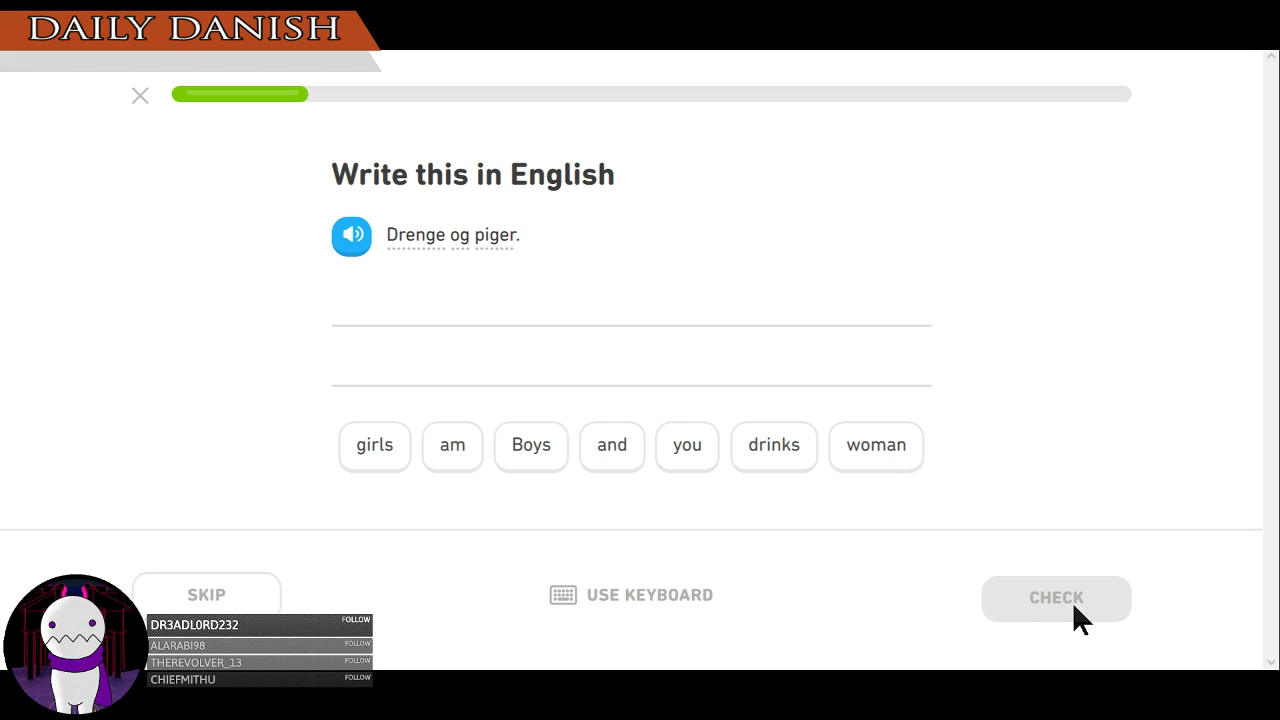 DAILY DANISH
Write this in English
Drenge og piger.
girls am Boys and you drinks woman
SKIP USE KEYBOARD CHECK
DR3ADL0RD232 FOLLOW
ALARABI98 FOLLOW
THEREVOLVER_13 FOLLOW
CHIEFMITHU FOLLOW